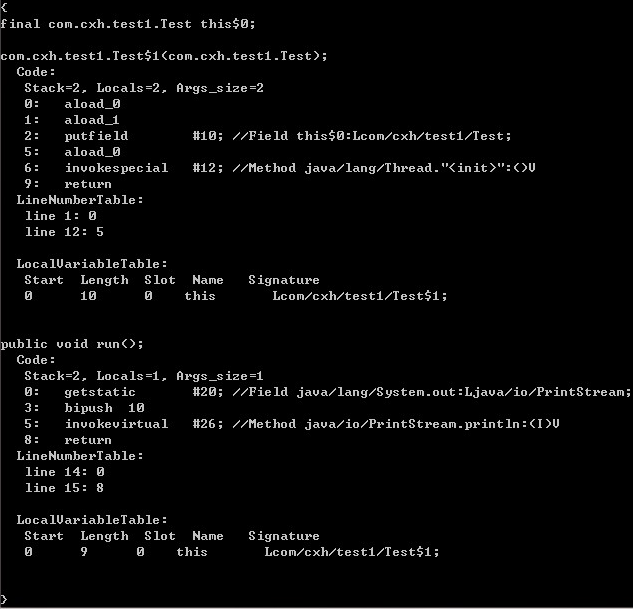 {
final com.cxh.test1.Test this$0;
com.cxh.test1.Test$1(com.cxh.test1.Test);
Code:
Stack=2, Locals=2, Args_size=2
0: aload_0
1: aload_1
2: putfield #10; //Field this$0:Lcom/cxh/test1/Test;
5: aload_0
6: invokespecial #12; //Method java/lang/Thread."<init>":()V
9: return
LineNumberTable:
line 1: 0
line 12: 5
LocalVariableTable:
Start Length Slot Name Signature
0 10 0 this Lcom/cxh/test1/Test$1;
public void run();
Code:
Stack=2, Locals=1, Args_size=1
0: getstatic #20; //Field java/lang/System.out:Ljava/io/PrintStream;
3: bipush 10
5: invokevirtual #26; //Method java/io/PrintStream.println:(I)V
8: return
LineNumberTable:
line 14: 0
line 15: 8
LocalVariableTable:
Start Length Slot Name Signature
0 9 0 this Lcom/cxh/test1/Test$1;
}